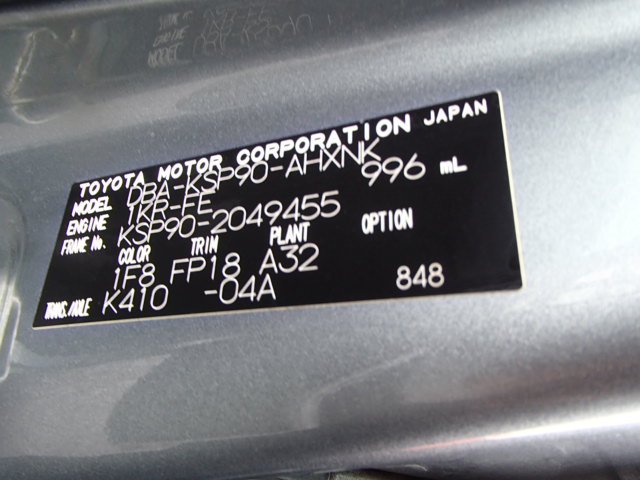 TOYOTA MOTOR CORPORATION JAPAN
MODEL DBA-KSP90-AHXNK
ENGINE 1KR-FE 996 mL
FRAME No. KSP90-2049455
COLOR TRIM PLANT OPTION
1F8 FP18 A32
TRANS./AXLE K410 -04A 848